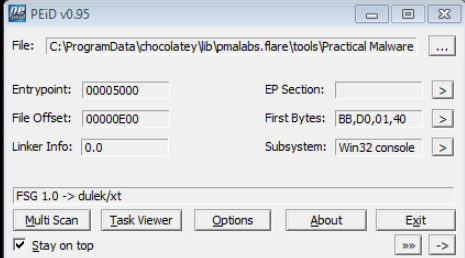 PEiD v0.95
File: C:\ProgramData\chocolatey\lib\pmalabs.flare\tools\Practical Malware ...
Entrypoint: 00005000 EP Section: >
File Offset: 00000E00 First Bytes: BB,D0,01,40 >
Linker Info: 0.0 Subsystem: Win32 console >
FSG 1.0 -> dulek/xt
Multi Scan Task Viewer Options About Exit
Stay on top »» ->